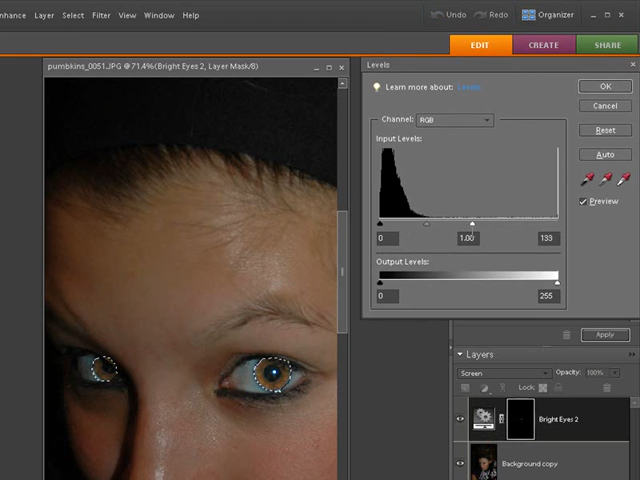 nhance Layer Select Filter View Window Help
Undo Redo Organizer
EDIT CREATE SHARE
pumbkins_0051.JPG @ 71.4%(Bright Eyes 2, Layer Mask/8)
Levels
Learn more about: Levels
OK
Cancel
Reset
Auto
Preview
Channel: RGB
Input Levels:
0 1.00 133
Output Levels:
0 255
Apply
Layers
Screen Opacity: 100%
Lock:
Bright Eyes 2
Background copy